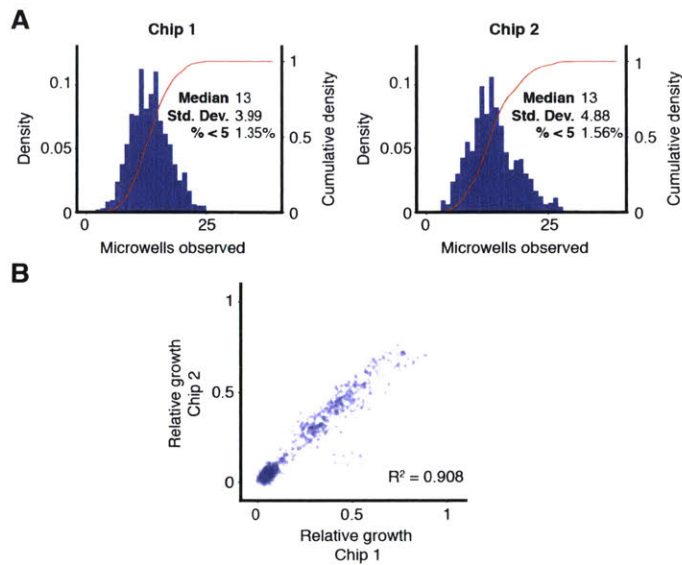 A
Chip 1
Density
0.1
0.05
0
Median 13
Std. Dev. 3.99
% < 5 1.35%
1
0.5
0
Cumulative density
0
25
Microwells observed
Chip 2
Density
0.1
0.05
0
Median 13
Std. Dev. 4.88
% < 5 1.56%
1
0.5
0
Cumulative density
0
25
Microwells observed
B
Relative growth
Chip 2
1
0.5
0
R² = 0.908
0
0.5
1
Relative growth
Chip 1